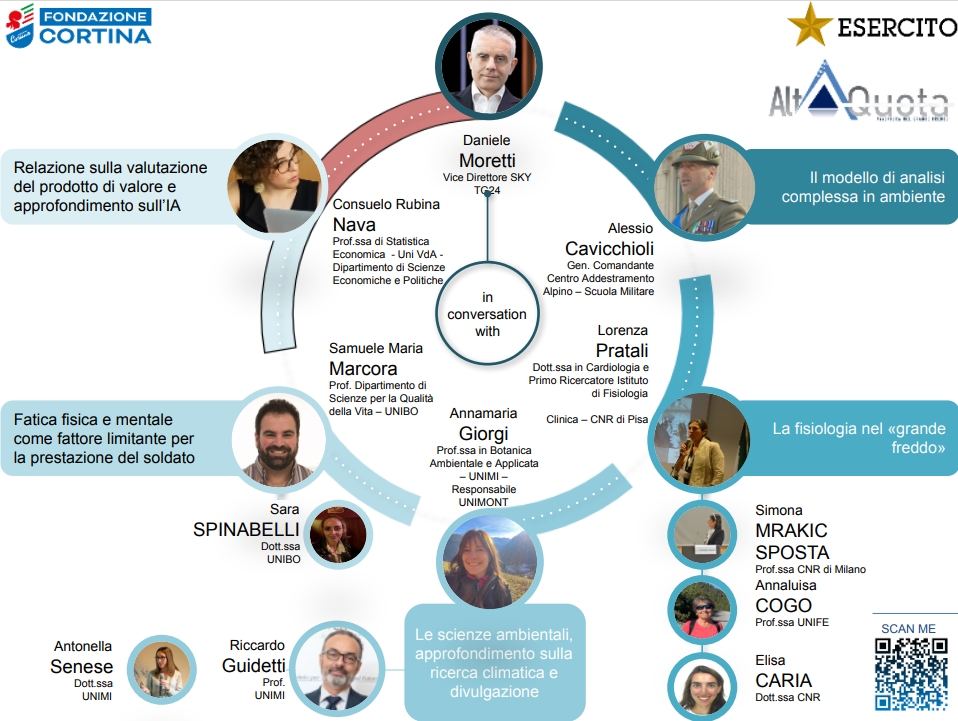 FONDAZIONE
CORTINA
Cortina
ESERCITO
Alta Quota
Daniele
Moretti
Vice Direttore SKY
TG24
Relazione sulla valutazione
del prodotto di valore e
approfondimento sull'IA
Consuelo Rubina
Nava
Prof.ssa di Statistica
Economica - Uni VdA -
Dipartimento di Scienze
Economiche e Politiche
Il modello di analisi
complessa in ambiente
Alessio
Cavicchioli
Gen. Comandante
Centro Addestramento
Alpino – Scuola Militare
in
conversation
with
Samuele Maria
Marcora
Prof. Dipartimento di
Scienze per la Qualità
della Vita – UNIBO
Lorenza
Pratali
Dott.ssa in Cardiologia e
Primo Ricercatore Istituto
di Fisiologia
Clinica – CNR di Pisa
Fatica fisica e mentale
come fattore limitante per
la prestazione del soldato
Annamaria
Giorgi
Prof.ssa in Botanica
Ambientale e Applicata
– UNIMI –
Responsabile
UNIMONT
La fisiologia nel «grande
freddo»
Sara
SPINABELLI
Dott.ssa
UNIBO
Simona
MRAKIC
SPOSTA
Prof.ssa CNR di Milano
Annaluisa
COGO
Prof.ssa UNIFE
Elisa
CARIA
Dott.ssa CNR
Antonella
Senese
Dott.ssa
UNIMI
Riccardo
Guidetti
Prof.
UNIMI
Le scienze ambientali,
approfondimento sulla
ricerca climatica e
divulgazione
SCAN ME